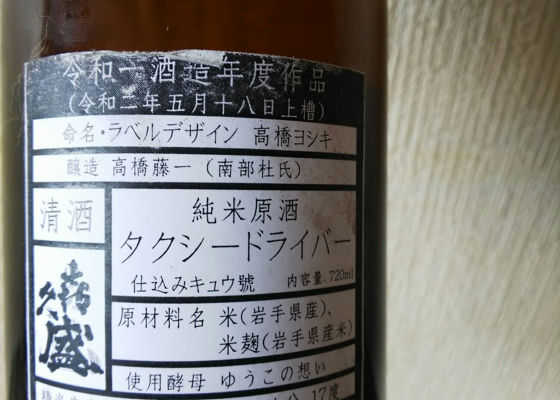 令和一酒造年度作品
（令和二年五月十八日上槽）
命名・ラベルデザイン 高橋ヨシキ
醸造 高橋藤一（南部杜氏）
清酒
純米原酒
タクシードライバー
仕込みキュウ號 内容量 720ml
喜久盛
原材料名 米（岩手県産）、
米麹（岩手県産米）
使用酵母 ゆうこの想い
17度